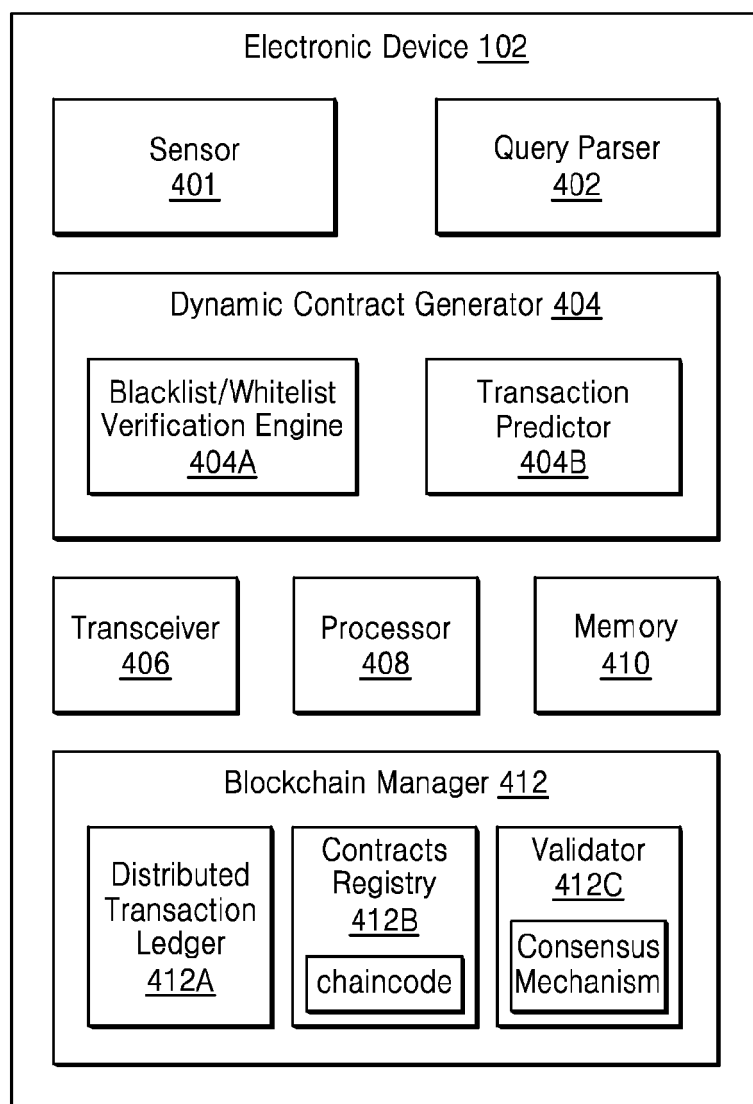 Electronic Device 102
Sensor
401
Query Parser
402
Dynamic Contract Generator 404
Blacklist/Whitelist
Verification Engine
404A
Transaction
Predictor
404B
Transceiver
406
Processor
408
Memory
410
Blockchain Manager 412
Distributed
Transaction
Ledger
412A
Contracts
Registry
412B
chaincode
Validator
412C
Consensus
Mechanism